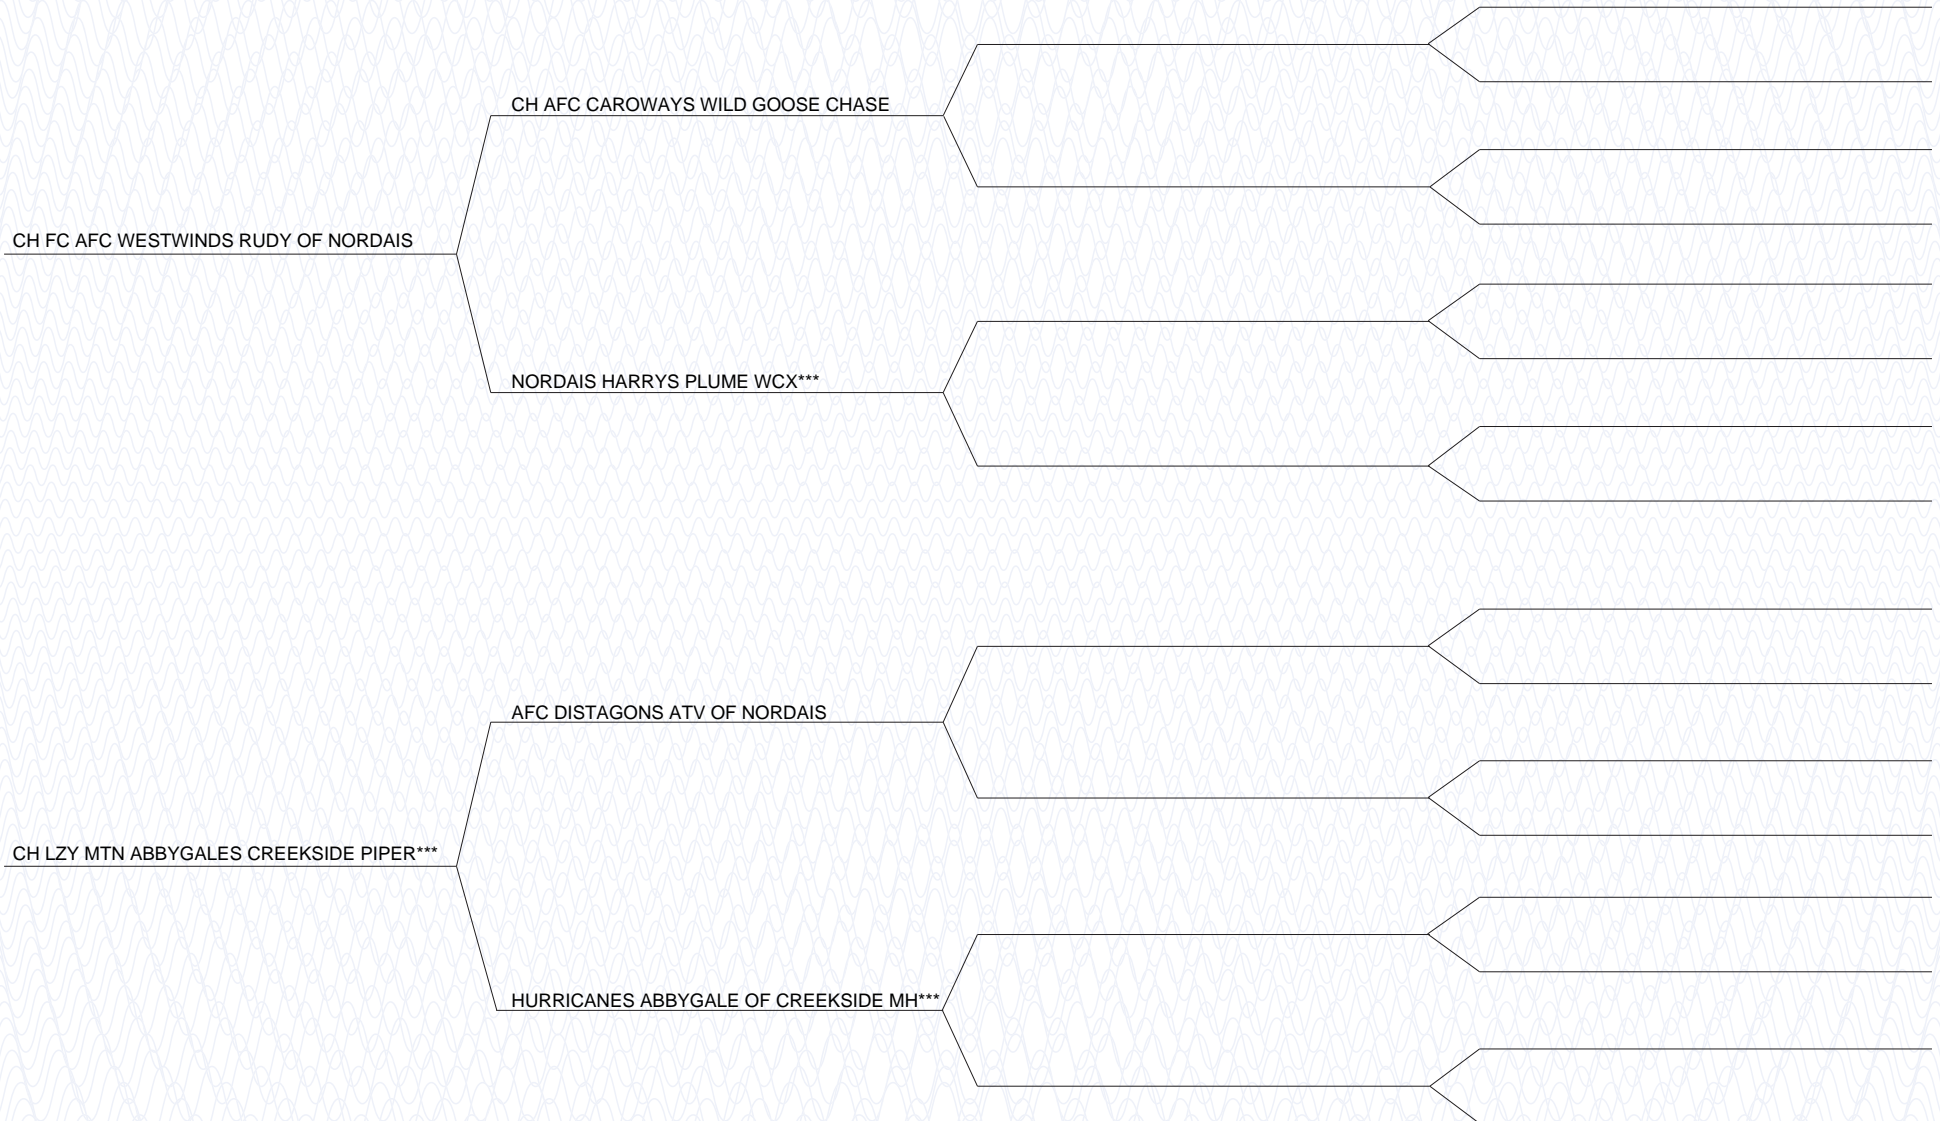 CH AFC CAROWAYS WILD GOOSE CHASE
CH FC AFC WESTWINDS RUDY OF NORDAIS
NORDAIS HARRYS PLUME WCX***
AFC DISTAGONS ATV OF NORDAIS
CH LZY MTN ABBYGALES CREEKSIDE PIPER***
HURRICANES ABBYGALE OF CREEKSIDE MH***